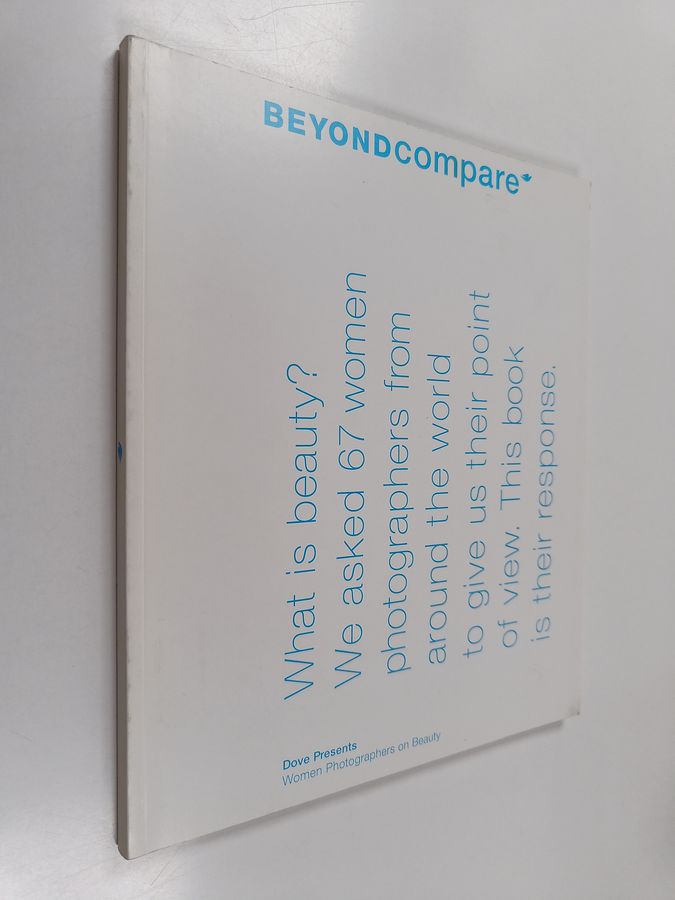 BEYONDcompare
What is beauty?
We asked 67 women
photographers from
around the world
to give us their point
of view. This book
is their response.
Dove Presents
Women Photographers on Beauty